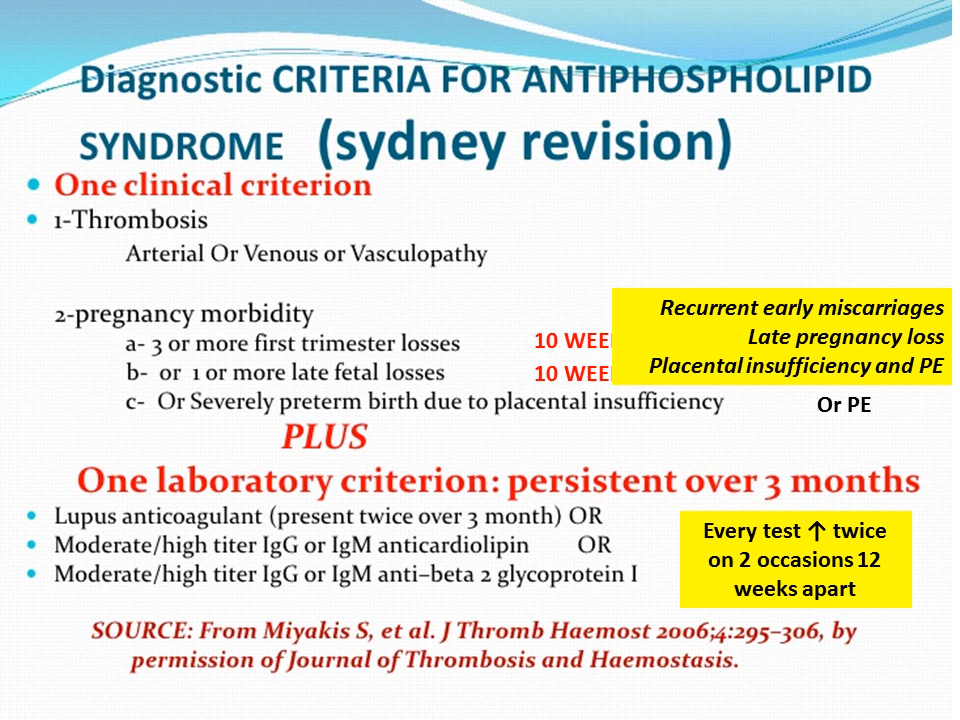 Diagnostic CRITERIA FOR ANTIPHOSPHOLIPID
SYNDROME (sydney revision)
One clinical criterion
1-Thrombosis
Arterial Or Venous or Vasculopathy
2-pregnancy morbidity
a- 3 or more first trimester losses 10
b- or 1 or more late fetal losses 10
c- Or Severely preterm birth due to placental insufficiency Or PE
Recurrent early miscarriages
Late pregnancy loss
Placental insufficiency and PE
PLUS
One laboratory criterion: persistent over 3 months
Lupus anticoagulant (present twice over 3 month) OR
Moderate/high titer IgG or IgM anticardiolipin OR
Moderate/high titer IgG or IgM anti–beta 2 glycoprotein I
Every test ↑ twice
on 2 occasions 12
weeks apart
SOURCE: From Miyakis S, et al. J Thromb Haemost 2006;4:295–306, by
permission of Journal of Thrombosis and Haemostasis.